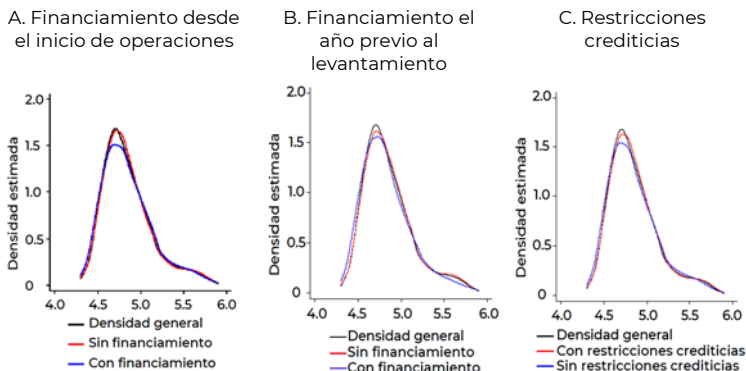 A. Financiamiento desde
el inicio de operaciones
Densidad estimada
2.0
1.5
1.0
0.5
0
4.0
4.5
5.0
5.5
6.0
Densidad general
Sin financiamiento
Con financiamiento
B. Financiamiento el
año previo al
levantamiento
Densidad estimada
2.0
1.5
1.0
0.5
0
4.0
4.5
5.0
5.5
6.0
Densidad general
Sin financiamiento
Con financiamiento
C. Restricciones
crediticias
Densidad estimada
2.0
1.5
1.0
0.5
0
4.0
4.5
5.0
5.5
6.0
Densidad general
Con restricciones crediticias
Sin restricciones crediticias